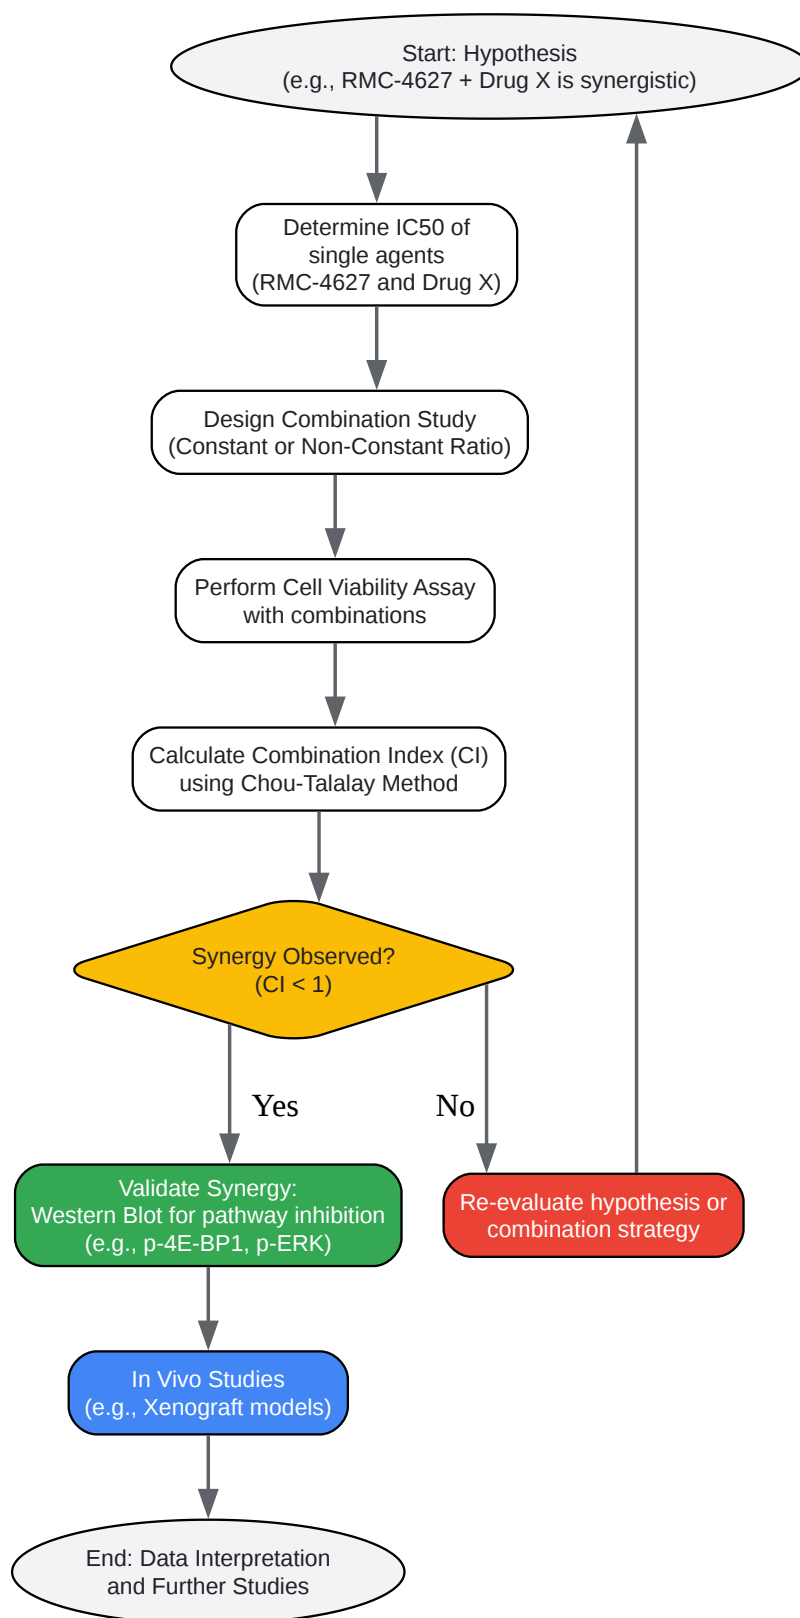 Start: Hypothesis
(e.g., RMC-4627 + Drug X is synergistic)
Determine IC50 of
single agents
(RMC-4627 and Drug X)
Design Combination Study
(Constant or Non-Constant Ratio)
Perform Cell Viability Assay
with combinations
Calculate Combination Index (CI)
using Chou-Talalay Method
Synergy Observed?
(CI < 1)
Yes
No
Validate Synergy:
Western Blot for pathway inhibition
(e.g., p-4E-BP1, p-ERK)
Re-evaluate hypothesis or
combination strategy
In Vivo Studies
(e.g., Xenograft models)
End: Data Interpretation
and Further Studies